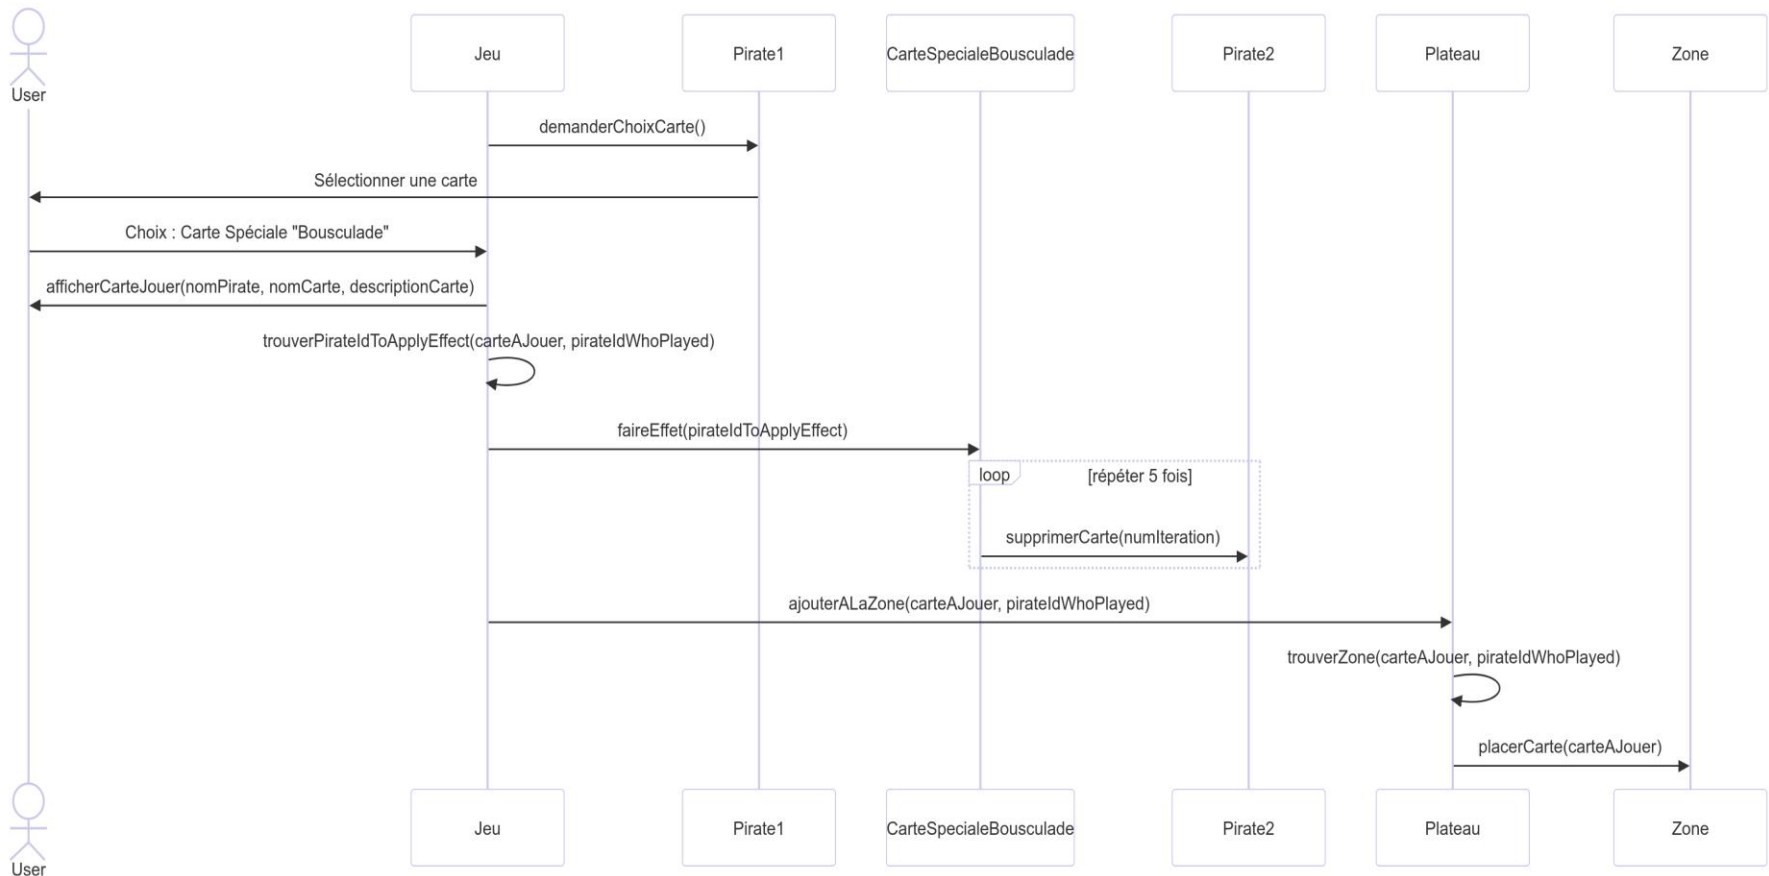 User
Jeu
Pirate1
CarteSpecialeBousculade
Pirate2
Plateau
Zone
demanderChoixCarte()
Sélectionner une carte
Choix : Carte Spéciale "Bousculade"
afficherCarteJouer(nomPirate, nomCarte, descriptionCarte)
trouverPirateIdToApplyEffect(carteAJouer, pirateIdWhoPlayed)
faireEffet(pirateIdToApplyEffect)
loop
[répéter 5 fois]
supprimerCarte(numIteration)
ajouterALaZone(carteAJouer, pirateIdWhoPlayed)
trouverZone(carteAJouer, pirateIdWhoPlayed)
placerCarte(carteAJouer)
User
Jeu
Pirate1
CarteSpecialeBousculade
Pirate2
Plateau
Zone